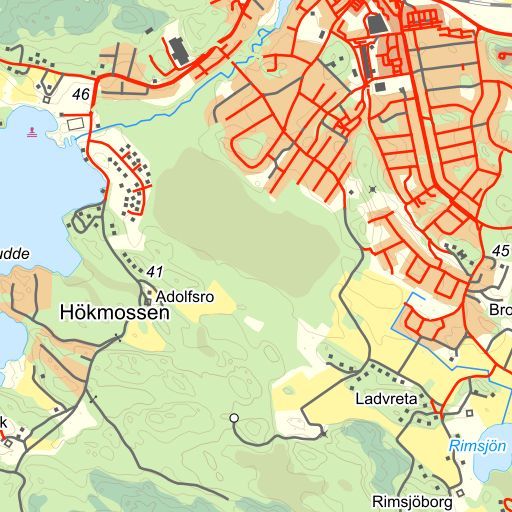 46
udde
45
41
Adolfsro
Hökmossen
Bro
Ladvreta
k
Rimsjön
Rimsjöborg